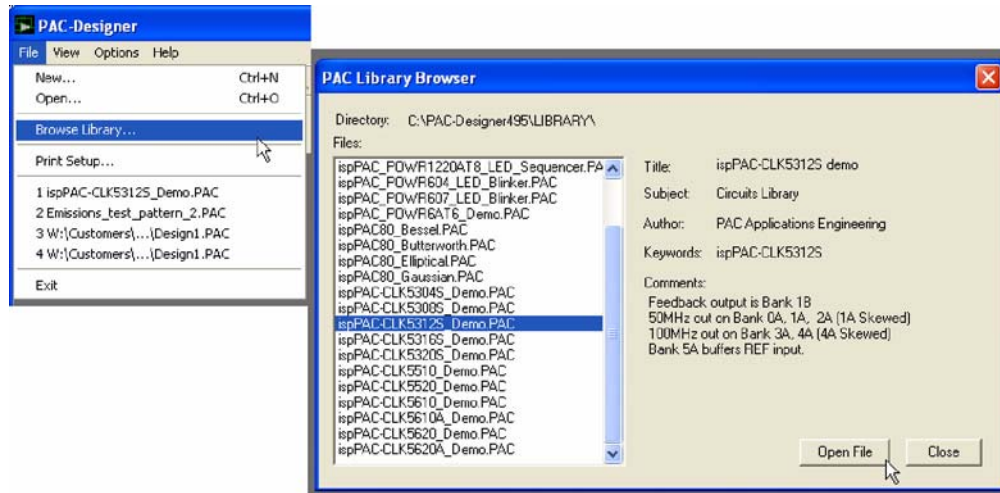 PAC-Designer
File View Options Help
New... Ctrl+N
Open... Ctrl+O
Browse Library...
Print Setup...
1 ispPAC-CLK5312S_Demo.PAC
2 Emissions_test_pattern_2.PAC
3 W:\Customers\...\Design1.PAC
4 W:\Customers\...\Design1.PAC
Exit
PAC Library Browser
Directory: C:\PAC-Designer495\LIBRARY\
Files:
ispPAC_POWR1220AT8_LED_Sequencer.PA
ispPAC_POWR604_LED_Blinker.PAC
ispPAC_POWR607_LED_Blinker.PAC
ispPAC_POWR6AT6_Demo.PAC
ispPAC80_Bessel.PAC
ispPAC80_Butterworth.PAC
ispPAC80_Elliptical.PAC
ispPAC80_Gaussian.PAC
ispPAC-CLK5304S_Demo.PAC
ispPAC-CLK5308S_Demo.PAC
ispPAC-CLK5312S_Demo.PAC
ispPAC-CLK5316S_Demo.PAC
ispPAC-CLK5320S_Demo.PAC
ispPAC-CLK5510_Demo.PAC
ispPAC-CLK5520_Demo.PAC
ispPAC-CLK5610_Demo.PAC
ispPAC-CLK5610A_Demo.PAC
ispPAC-CLK5620_Demo.PAC
ispPAC-CLK5620A_Demo.PAC
Title: ispPAC-CLK5312S demo
Subject: Circuits Library
Author: PAC Applications Engineering
Keywords: ispPAC-CLK5312S
Comments:
Feedback output is Bank 1B
50MHz out on Bank 0A, 1A, 2A (1A Skewed)
100MHz out on Bank 3A, 4A (4A Skewed)
Bank 5A buffers REF input.
Open File Close